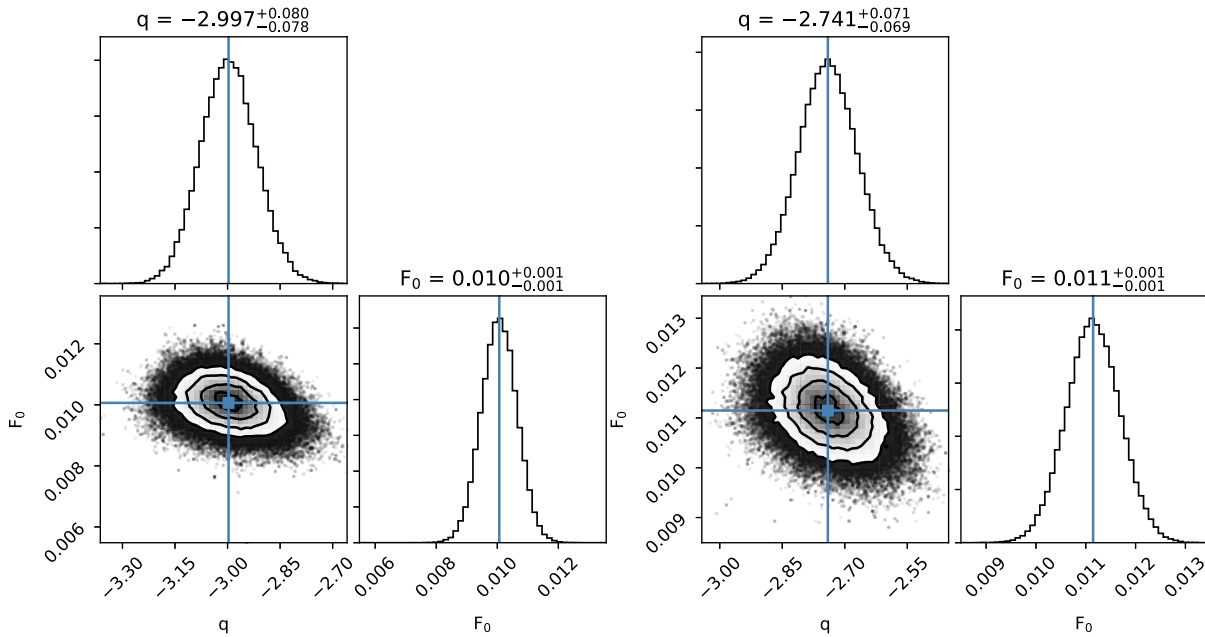 q = −2.997 +0.080 −0.078
q = −2.741 +0.071 −0.069
F0 = 0.010 +0.001 −0.001
F0 = 0.011 +0.001 −0.001
F0
0.012
0.010
0.008
0.006
−3.30 −3.15 −3.00 −2.85 −2.70
q
0.006 0.008 0.010 0.012
F0
F0
0.013
0.012
0.011
0.010
0.009
−3.00 −2.85 −2.70 −2.55
q
0.009 0.010 0.011 0.012 0.013
F0